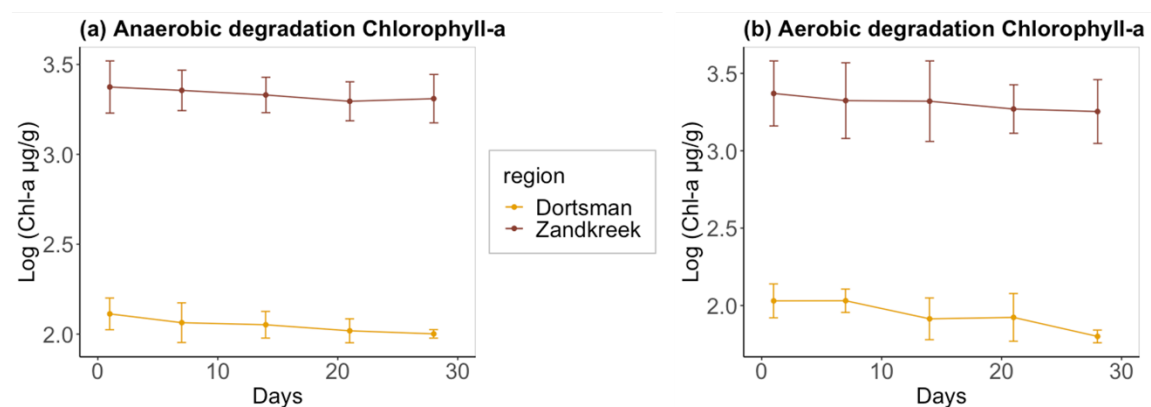 (a) Anaerobic degradation Chlorophyll-a
Log (Chl-a µg/g)
3.5
3.0
2.5
2.0
0 10 20 30
Days
region
Dortsman
Zandkreek
(b) Aerobic degradation Chlorophyll-a
Log (Chl-a µg/g)
3.5
3.0
2.5
2.0
0 10 20 30
Days